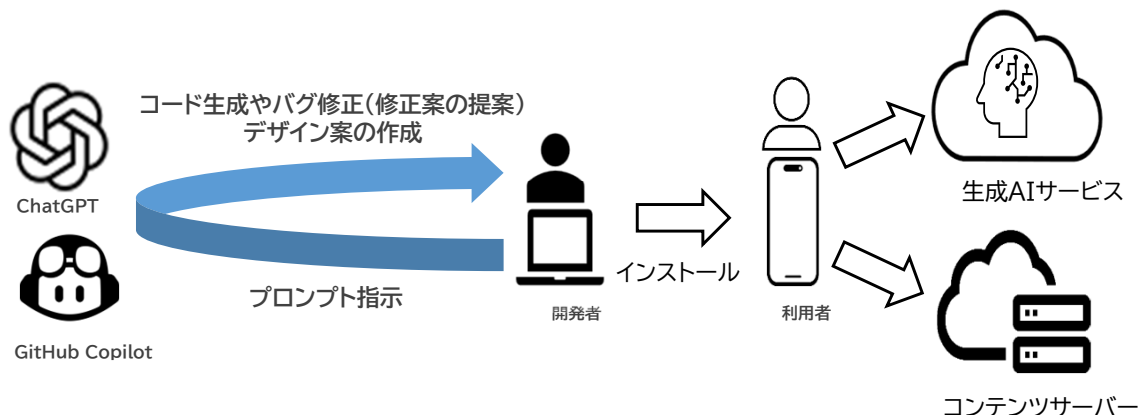 コード生成やバグ修正(修正案の提案)
デザイン案の作成
ChatGPT
プロンプト指示
GitHub Copilot
開発者
インストール
利用者
生成AIサービス
コンテンツサーバー